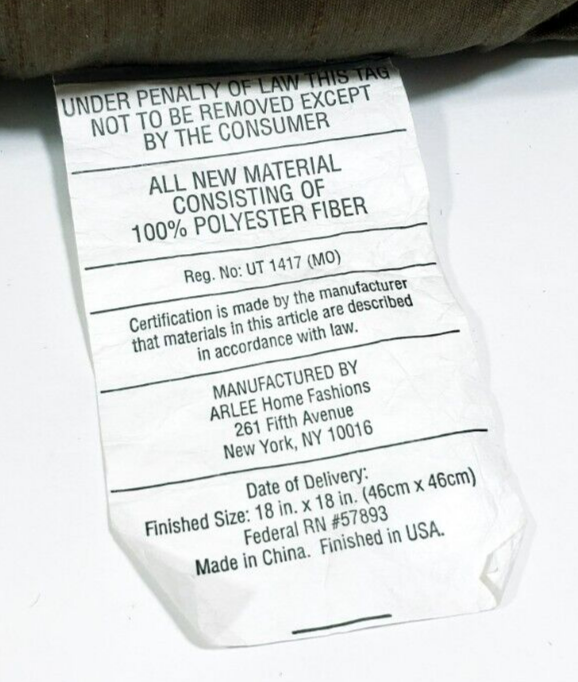 UNDER PENALTY OF LAW THIS TAG
NOT TO BE REMOVED EXCEPT
BY THE CONSUMER
ALL NEW MATERIAL
CONSISTING OF
100% POLYESTER FIBER
Reg. No: UT 1417 (MO)
Certification is made by the manufacturer
that materials in this article are described
in accordance with law.
MANUFACTURED BY
ARLEE Home Fashions
261 Fifth Avenue
New York, NY 10016
Date of Delivery:
Finished Size: 18 in. x 18 in. (46cm x 46cm)
Federal RN #57893
Made in China. Finished in USA.